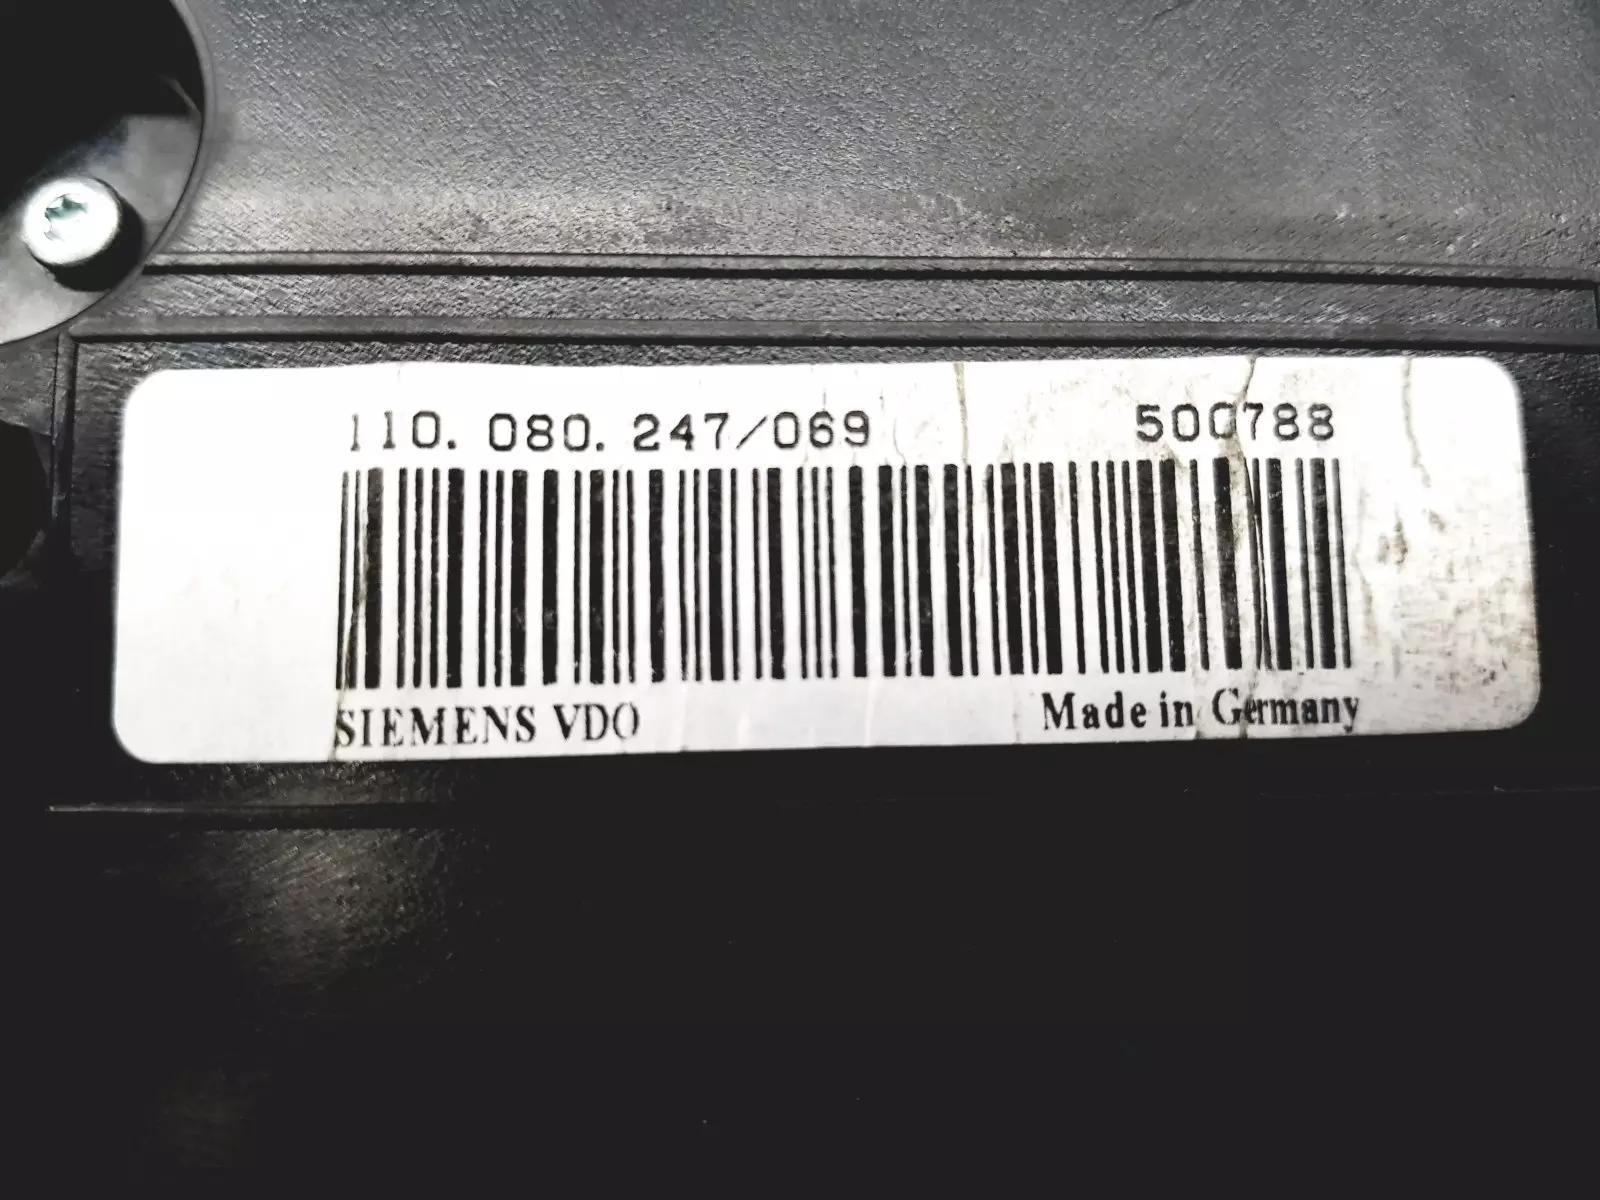 110.080.247/069 500788
SIEMENS VDO Made in Germany